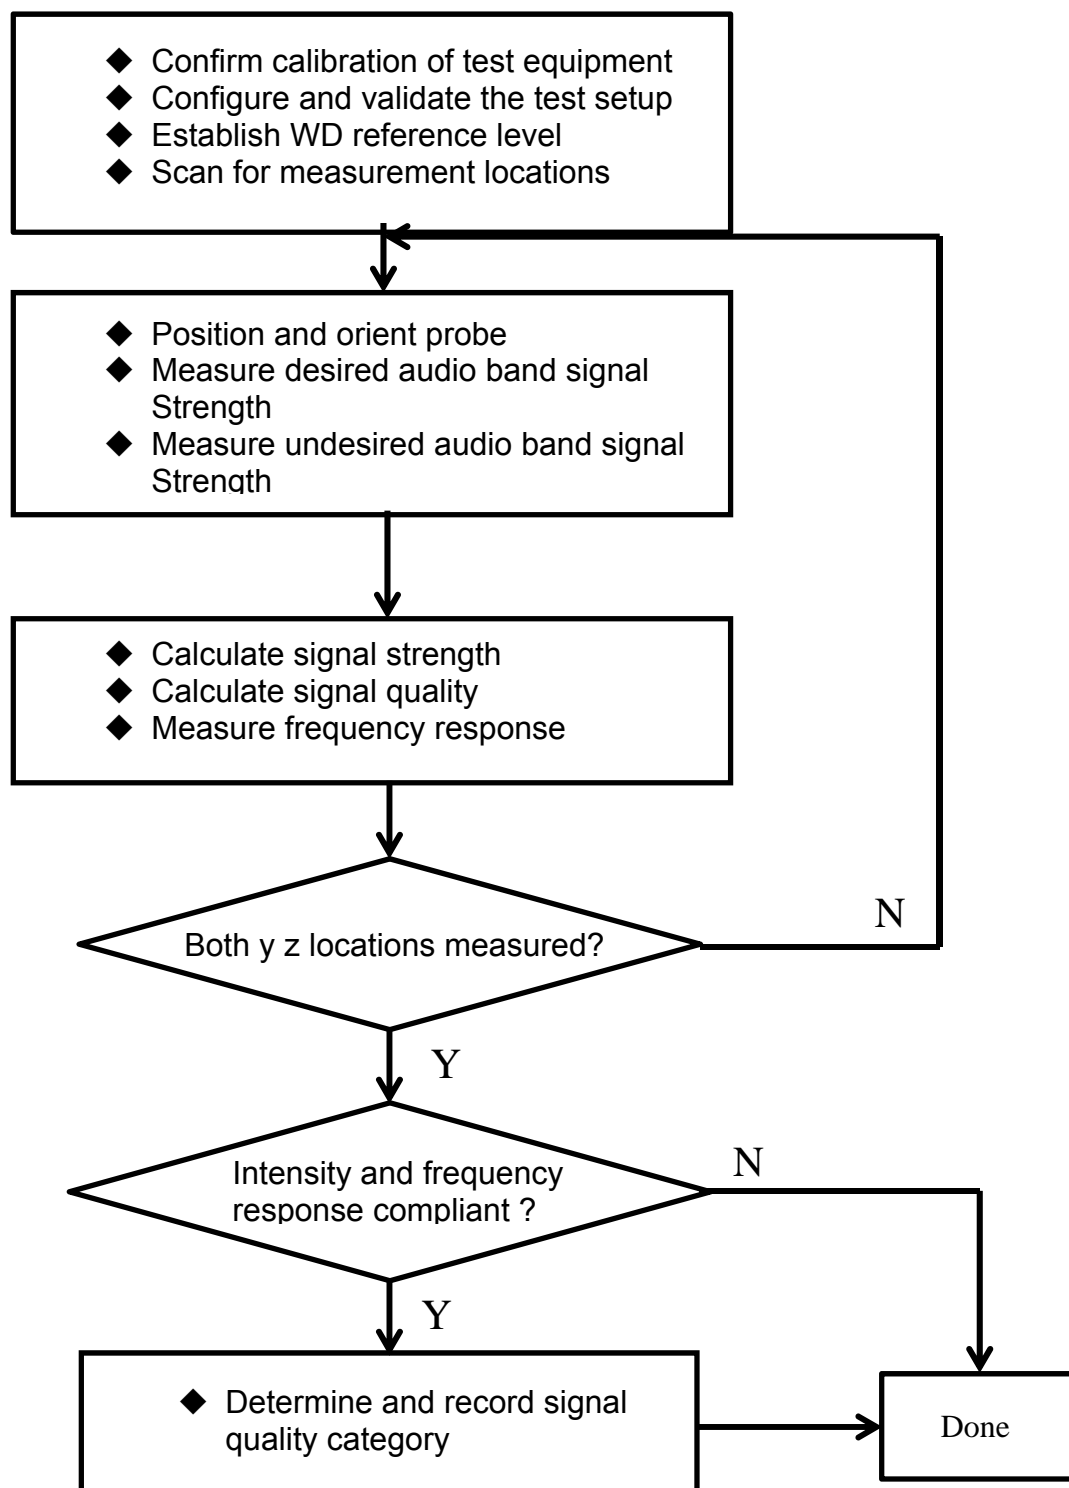 ◆ Confirm calibration of test equipment
◆ Configure and validate the test setup
◆ Establish WD reference level
◆ Scan for measurement locations
◆ Position and orient probe
◆ Measure desired audio band signal
Strength
◆ Measure undesired audio band signal
Strength
◆ Calculate signal strength
◆ Calculate signal quality
◆ Measure frequency response
Both y z locations measured?
N
Y
Intensity and frequency
response compliant ?
N
Y
◆ Determine and record signal
quality category
Done